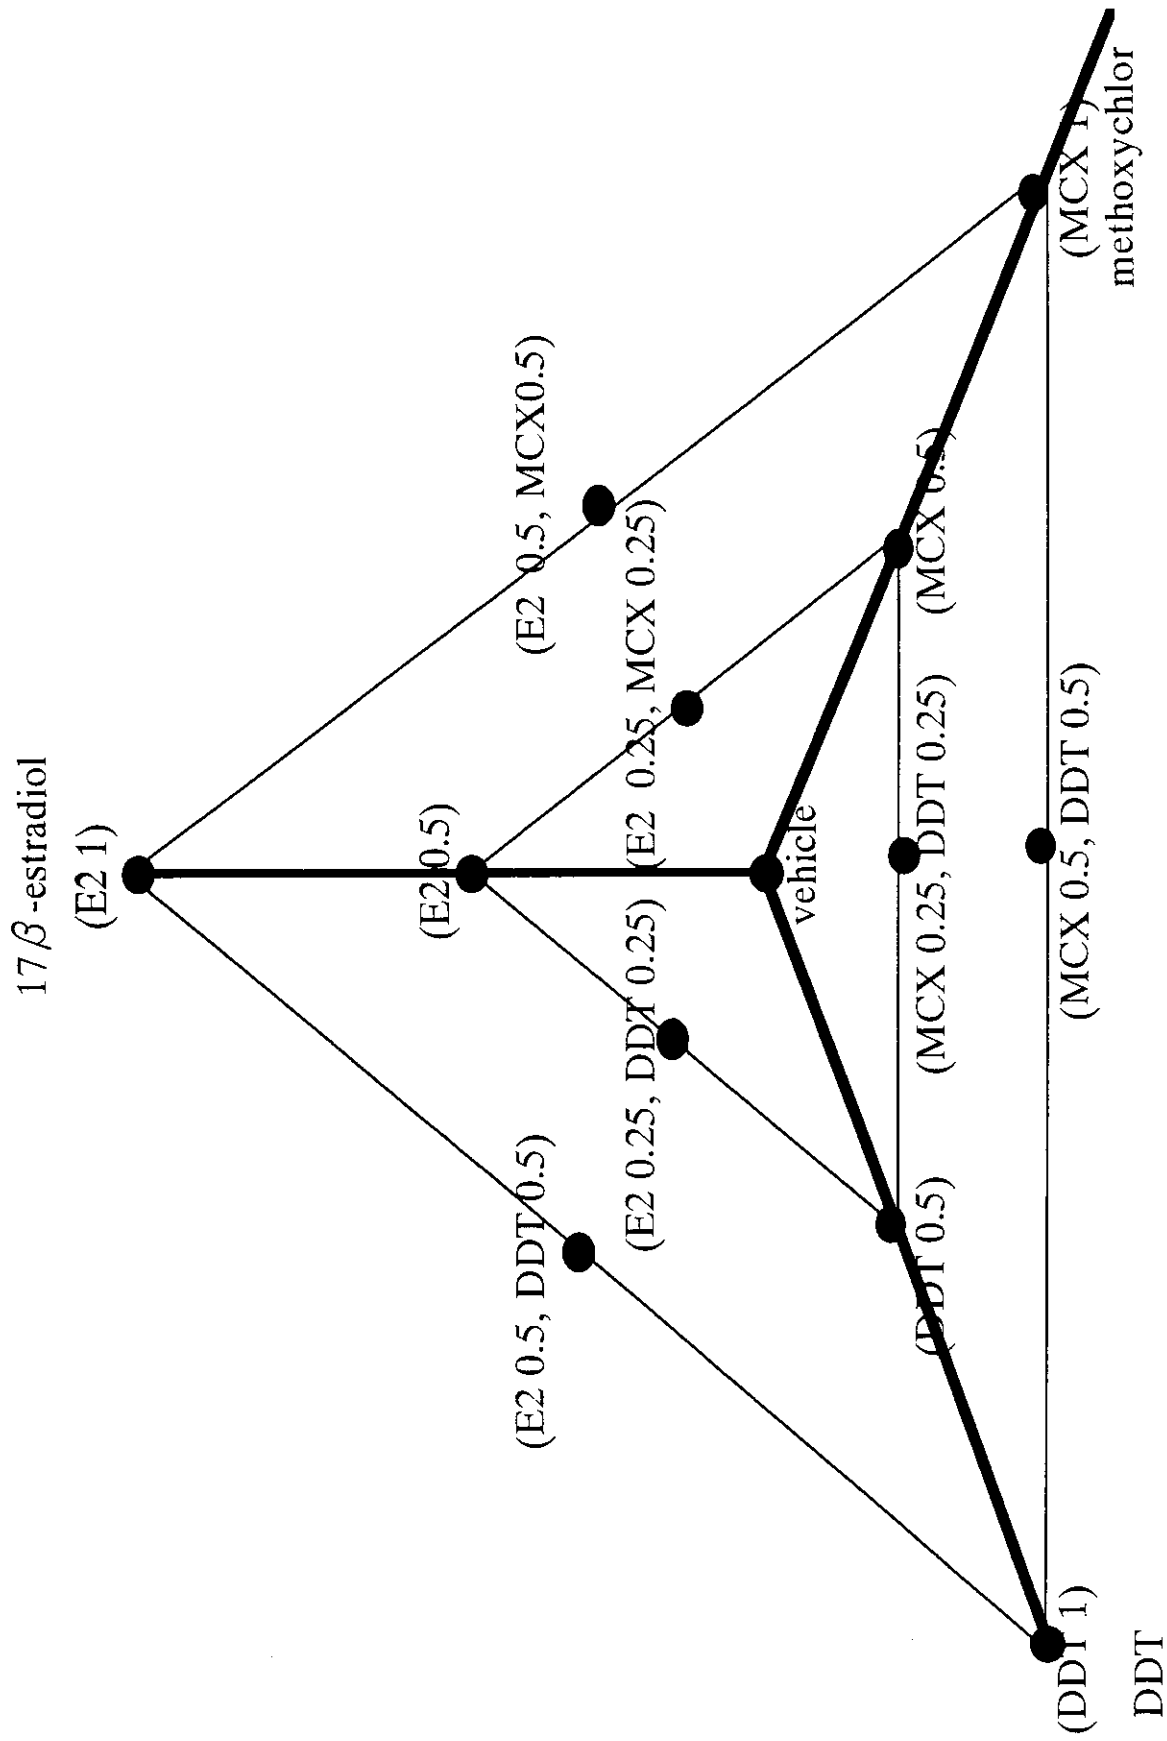 17β-estradiol
(E2 1)
(E2 0.5)
(E2 0.5, DDT 0.5)
(E2 0.5, MCX0.5)
(E2 0.25, DDT 0.25)
(E2 0.25, MCX 0.25)
vehicle
(DDT 0.5)
(MCX 0.25, DDT 0.25)
(MCX 0.5)
(DDT 1)
(MCX 0.5, DDT 0.5)
(MCX 1)
DDT
methoxychlor